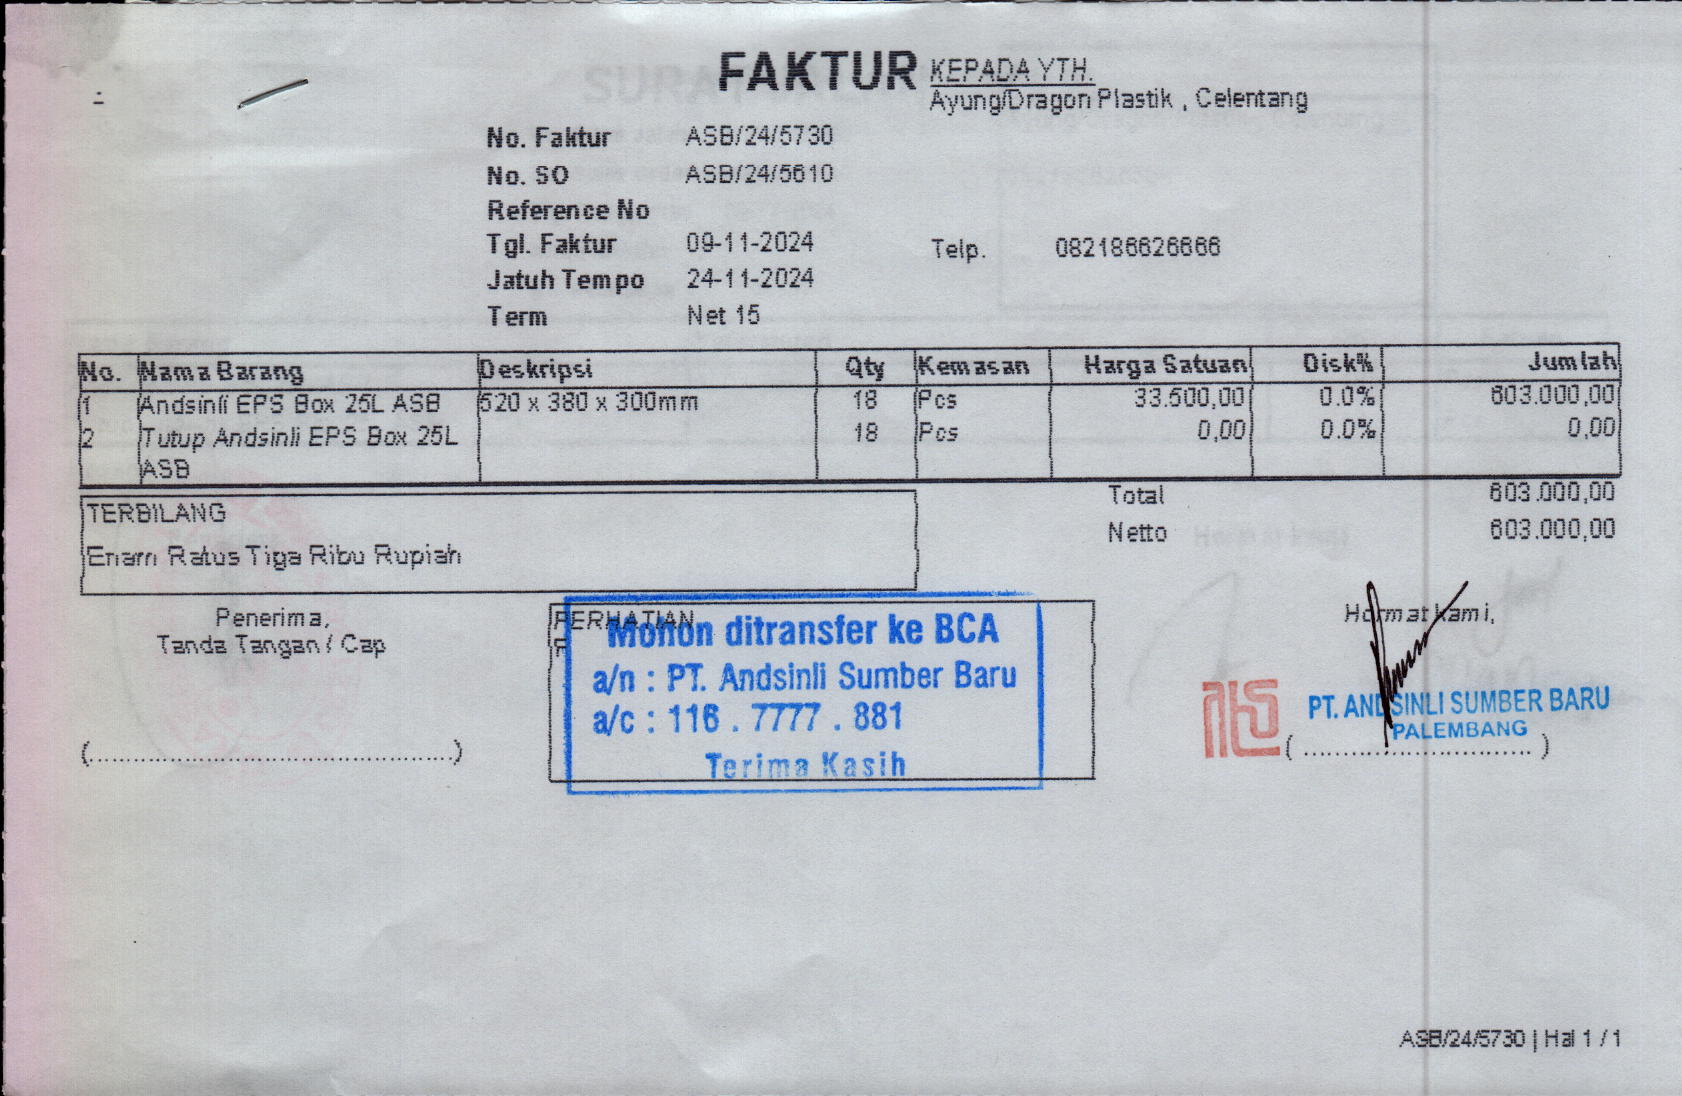 FAKTUR
KEPADA YTH.
Ayung/Dragon Plastik , Celentang
No. Faktur ASB/24/5730
No. SO ASB/24/5610
Reference No
Tgl. Faktur 09-11-2024
Telp. 082186626666
Jatuh Tempo 24-11-2024
Term Net 15
No. Nama Barang Deskripsi Qty Kemasan Harga Satuan Disk% Jumlah
1 Andsinli EPS Box 25L ASB 520 x 380 x 300mm 18 Pcs 33.500,00 0.0% 603.000,00
2 Tutup Andsinli EPS Box 25L 18 Pcs 0,00 0.0% 0,00
ASB
Total 603.000,00
Netto 603.000,00
TERBILANG
Enam Ratus Tiga Ribu Rupiah
Penerima,
Tanda Tangan / Cap
(..............................................)
PERHATIAN
Mohon ditransfer ke BCA
a/n : PT. Andsinli Sumber Baru
a/c : 116 . 7777 . 881
Terima Kasih
Hormat kami,
PT. ANDSINLI SUMBER BARU
PALEMBANG
( .............................. )
ASB/24/5730 | Hal 1 / 1